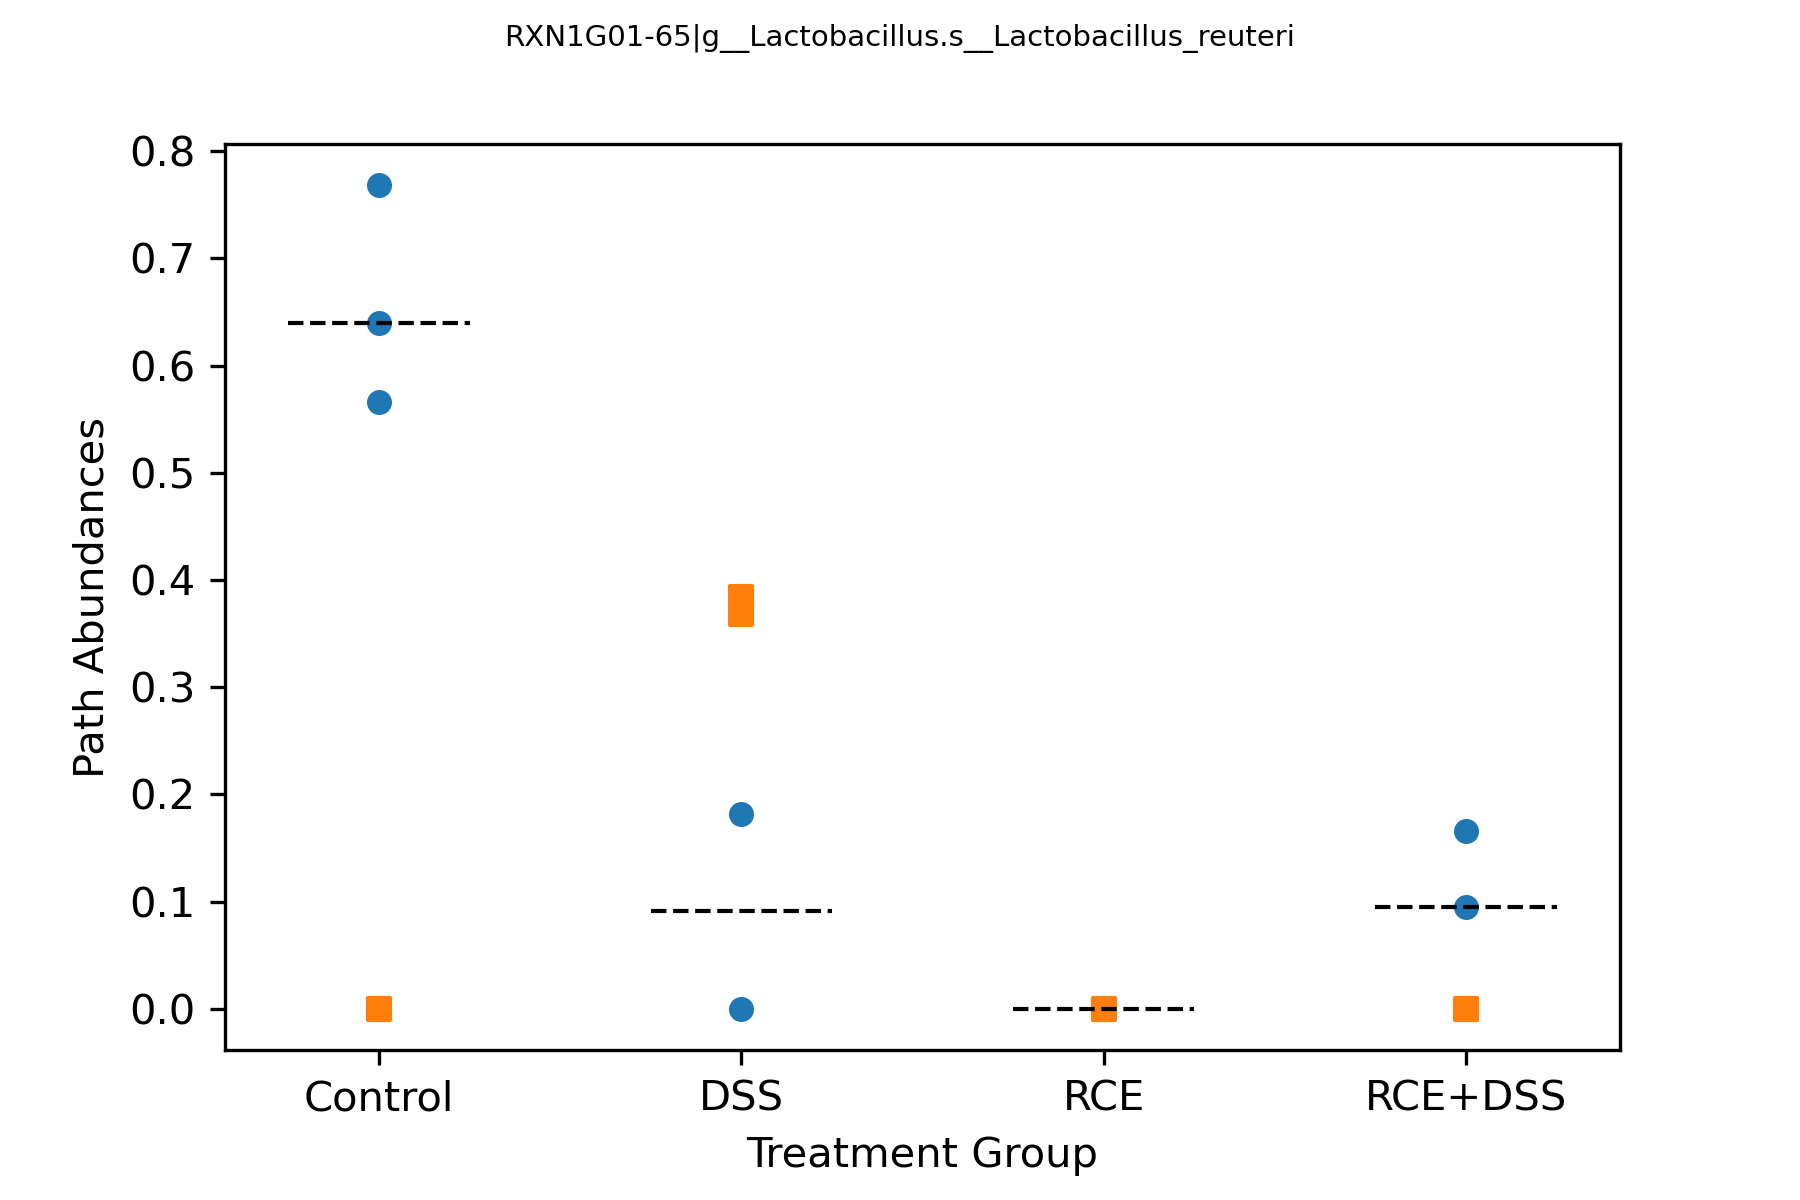 RXN1G01-65|g__Lactobacillus.s__Lactobacillus_reuteri
0.8
0.7
0.6
0.5
0.4
0.3
0.2
0.1
0.0
Path Abundances
Control
DSS
RCE
RCE+DSS
Treatment Group